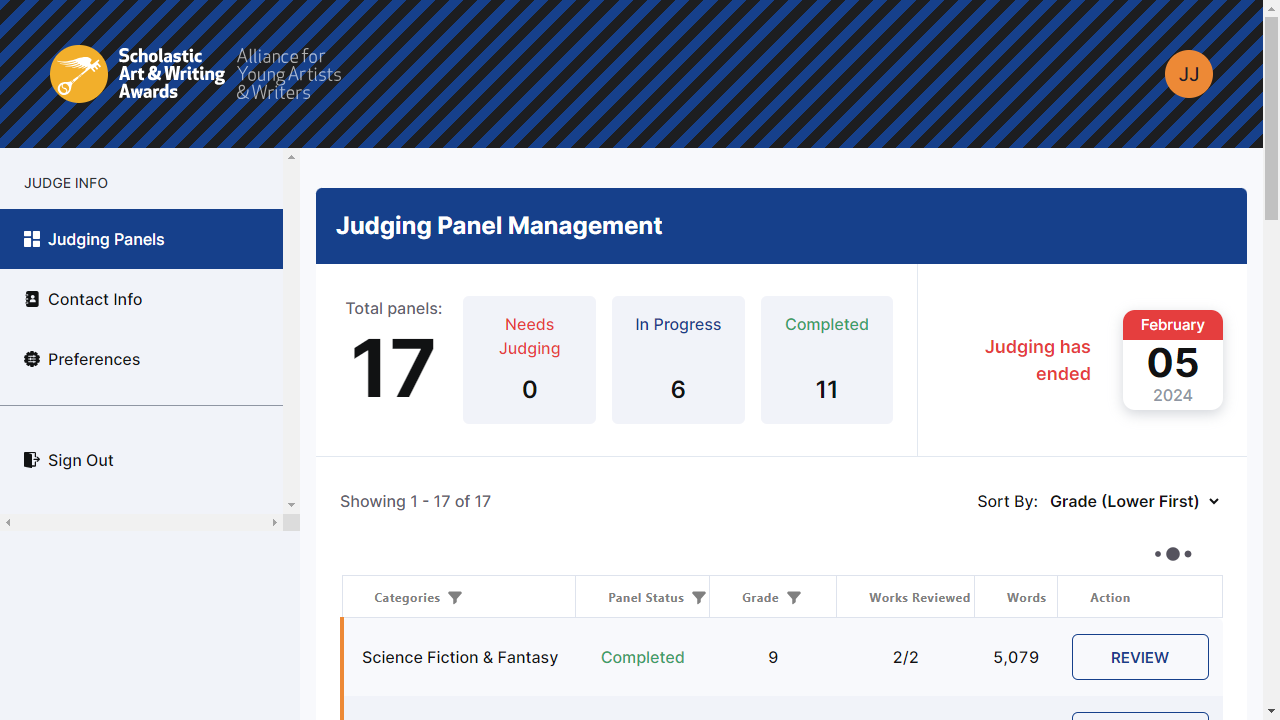 Scholastic
Art & Writing
Awards
Alliance for
Young Artists
& Writers
JJ
JUDGE INFO
Judging Panels
Contact Info
Preferences
Sign Out
Judging Panel Management
Total panels:
17
Needs
Judging
0
In Progress
6
Completed
11
Judging has
ended
February
05
2024
Showing 1 - 17 of 17
Sort By: Grade (Lower First)
Categories Panel Status Grade Works Reviewed Words Action
Science Fiction & Fantasy Completed 9 2/2 5,079 REVIEW